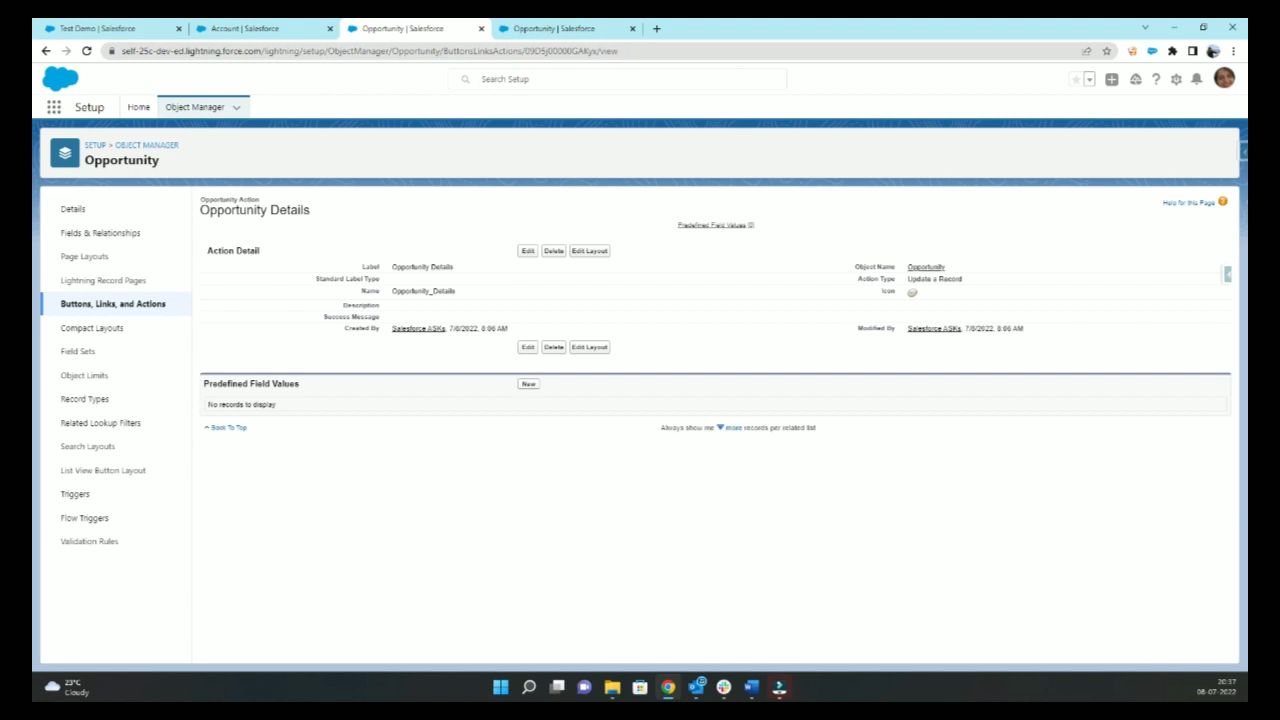 Test Demo | Salesforce
Account | Salesforce
Opportunity | Salesforce
Opportunity | Salesforce
self-25c-dev-ed.lightning.force.com/lightning/setup/ObjectManager/Opportunity/ButtonsLinksActions/09D5j00000GAKjx/view
Search Setup
Setup
Home
Object Manager
SETUP > OBJECT MANAGER
Opportunity
Details
Fields & Relationships
Page Layouts
Lightning Record Pages
Buttons, Links, and Actions
Compact Layouts
Field Sets
Object Limits
Record Types
Related Lookup Filters
Search Layouts
List View Button Layout
Triggers
Flow Triggers
Validation Rules
Opportunity Action
Opportunity Details
Help for this Page
Predefined Field Values
Action Detail
Edit Delete Edit Layout
Label Opportunity Details Object Name Opportunity
Standard Label Type Action Type Update a Record
Name Opportunity_Details Icon
Description
Success Message
Created By Salesforce ASKs, 7/8/2022, 8:06 AM Modified By Salesforce ASKs, 7/8/2022, 8:06 AM
Edit Delete Edit Layout
Predefined Field Values New
No records to display
^ Back To Top Always show me more records per related list
23°C
Cloudy
20:37
08-07-2022